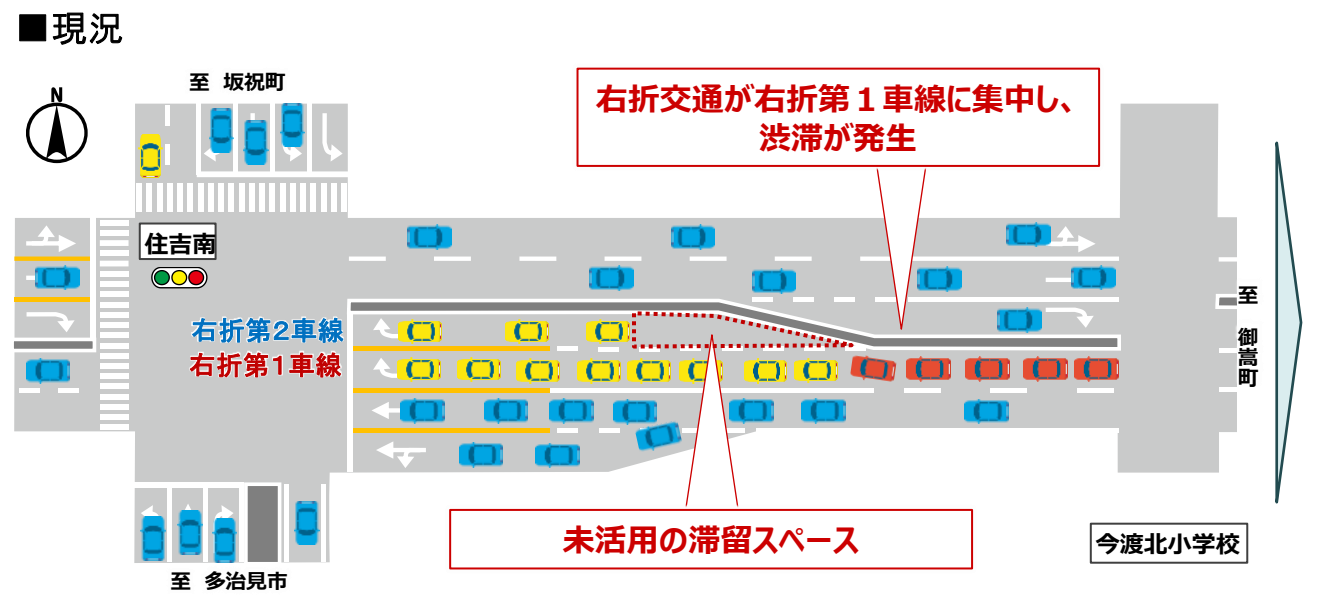 ■現況
至 坂祝町
N
右折交通が右折第１車線に集中し、
渋滞が発生
住吉南
右折第２車線
右折第１車線
至 御嵩町
未活用の滞留スペース
今渡北小学校
至 多治見市